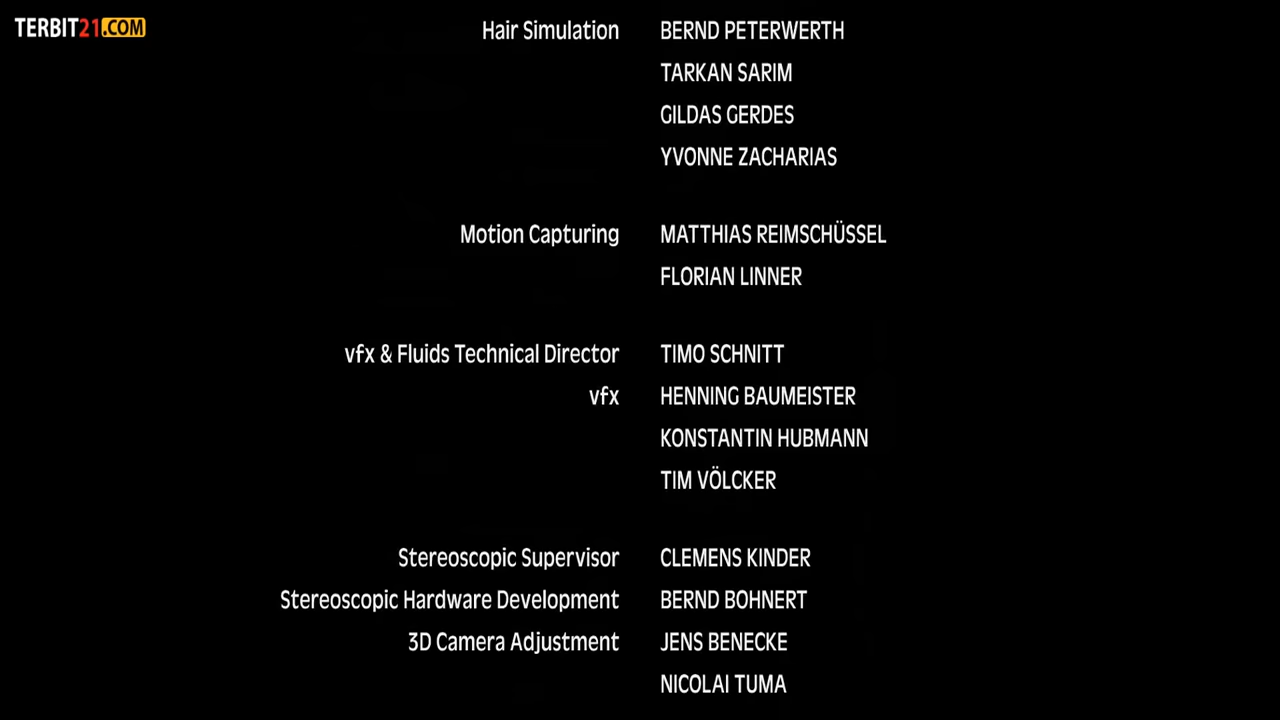 TERBIT21.COM
Hair Simulation BERND PETERWERTH
TARKAN SARIM
GILDAS GERDES
YVONNE ZACHARIAS
Motion Capturing MATTHIAS REIMSCHÜSSEL
FLORIAN LINNER
vfx & Fluids Technical Director TIMO SCHNITT
vfx HENNING BAUMEISTER
KONSTANTIN HUBMANN
TIM VÖLCKER
Stereoscopic Supervisor CLEMENS KINDER
Stereoscopic Hardware Development BERND BOHNERT
3D Camera Adjustment JENS BENECKE
NICOLAI TUMA